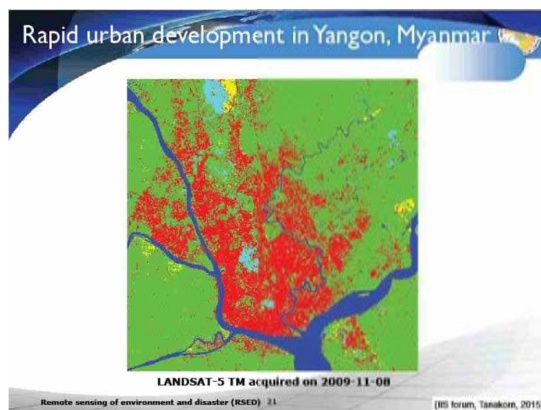 Rapid urban development in Yangon, Myanmar
LANDSAT-5 TM acquired on 2009-11-08
Remote sensing of environment and disaster (RSED) 21
[IIS forum, Tanakorn, 2015